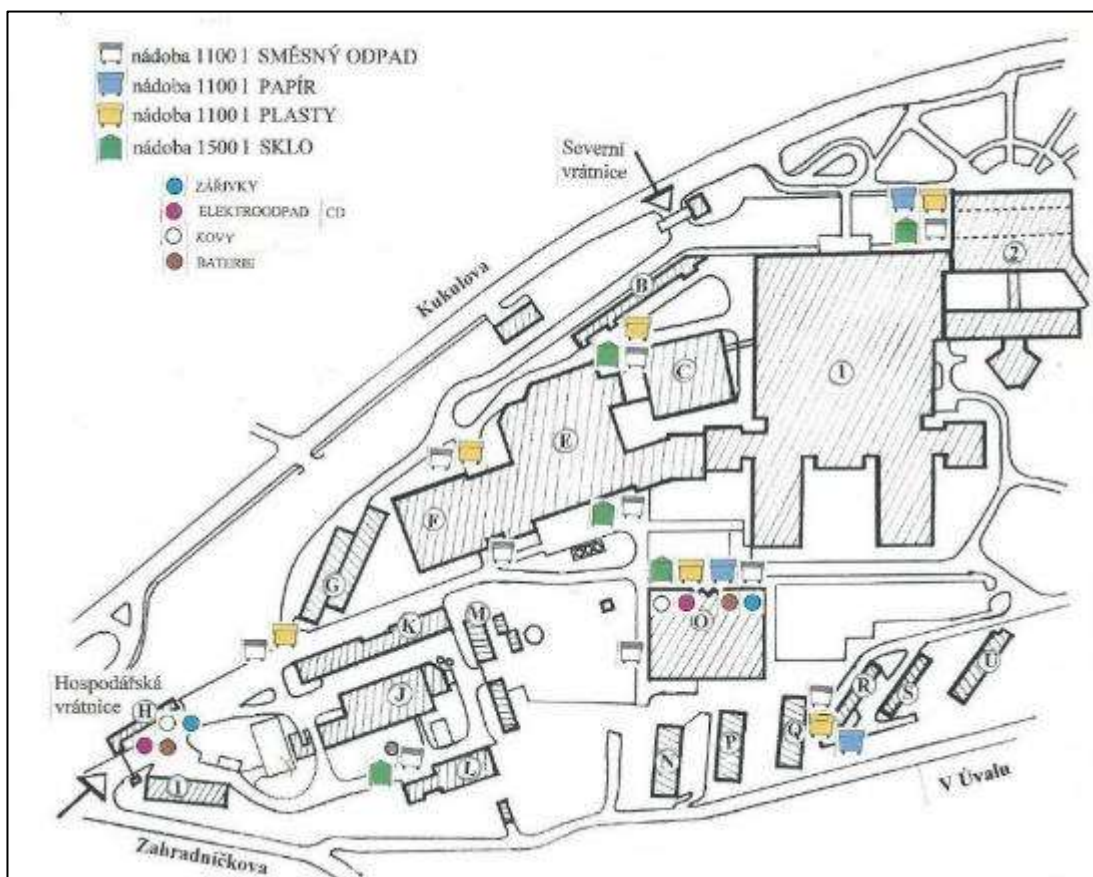 nádoba 1100 l SMĚSNÝ ODPAD
nádoba 1100 l PAPÍR
nádoba 1100 l PLASTY
nádoba 1500 l SKLO
ZÁŘIVKY
ELEKTROODPAD | CD
KOVY
BATERIE
Severní
vrátnice
Kukulova
2
B
C
1
E
F
G
K
M
O
Hospodářská
vrátnice
H
J
R
S
U
Q
P
N
L
I
V Úvalu
Zahradníčkova